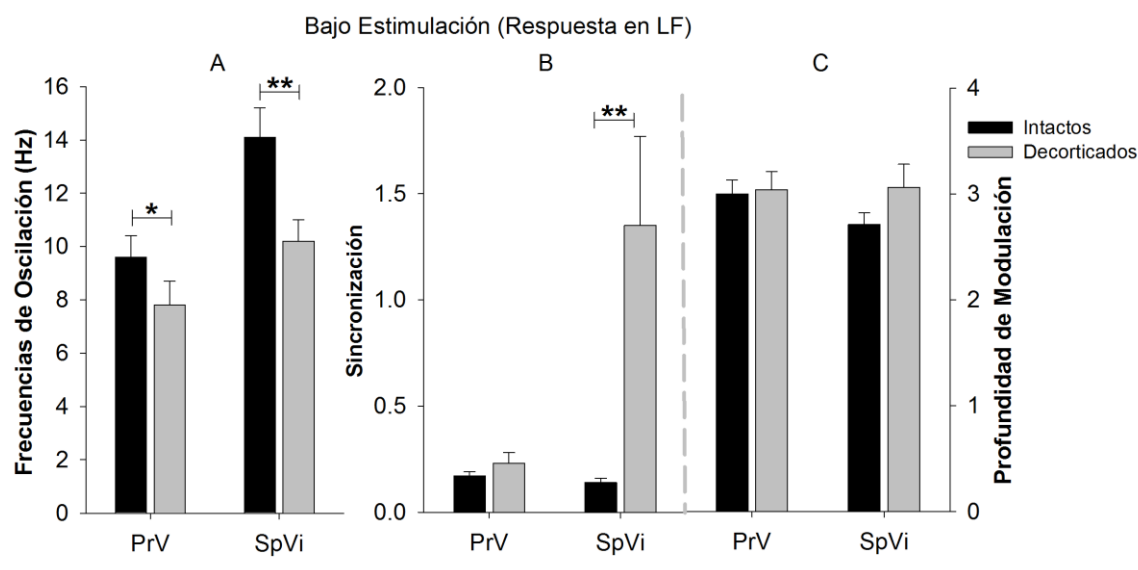 Bajo Estimulación (Respuesta en LF)
A
B
C
Frecuencias de Oscilación (Hz)
16
14
12
10
8
6
4
2
0
*
**
PrV
SpVi
Sincronización
2.0
1.5
1.0
0.5
0.0
**
PrV
SpVi
PrV
SpVi
4
3
2
1
0
Profundidad de Modulación
Intactos
Decorticados